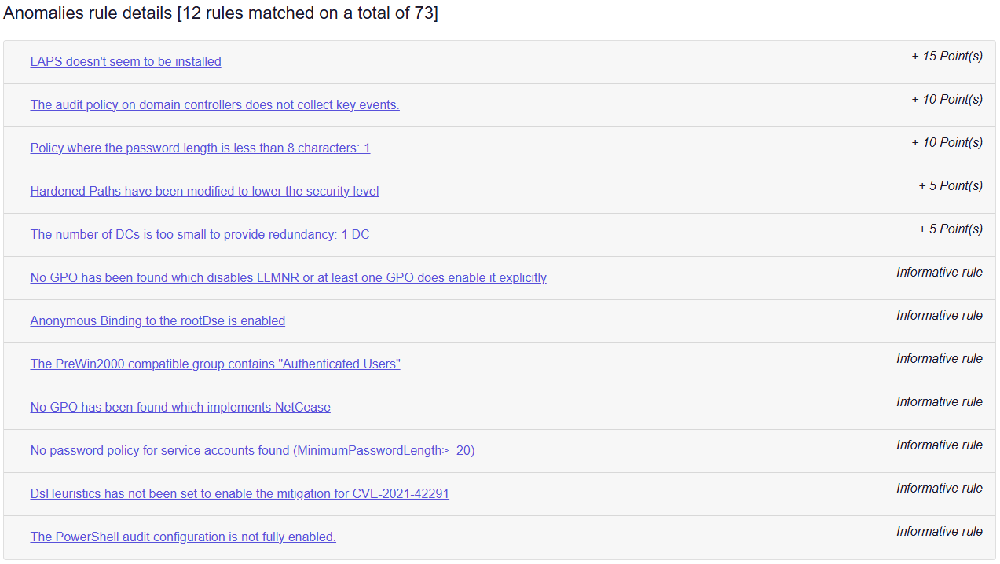 Anomalies rule details [12 rules matched on a total of 73]
LAPS doesn't seem to be installed + 15 Point(s)
The audit policy on domain controllers does not collect key events. + 10 Point(s)
Policy where the password length is less than 8 characters: 1 + 10 Point(s)
Hardened Paths have been modified to lower the security level + 5 Point(s)
The number of DCs is too small to provide redundancy: 1 DC + 5 Point(s)
No GPO has been found which disables LLMNR or at least one GPO does enable it explicitly Informative rule
Anonymous Binding to the rootDse is enabled Informative rule
The PreWin2000 compatible group contains "Authenticated Users" Informative rule
No GPO has been found which implements NetCease Informative rule
No password policy for service accounts found (MinimumPasswordLength>=20) Informative rule
DsHeuristics has not been set to enable the mitigation for CVE-2021-42291 Informative rule
The PowerShell audit configuration is not fully enabled. Informative rule